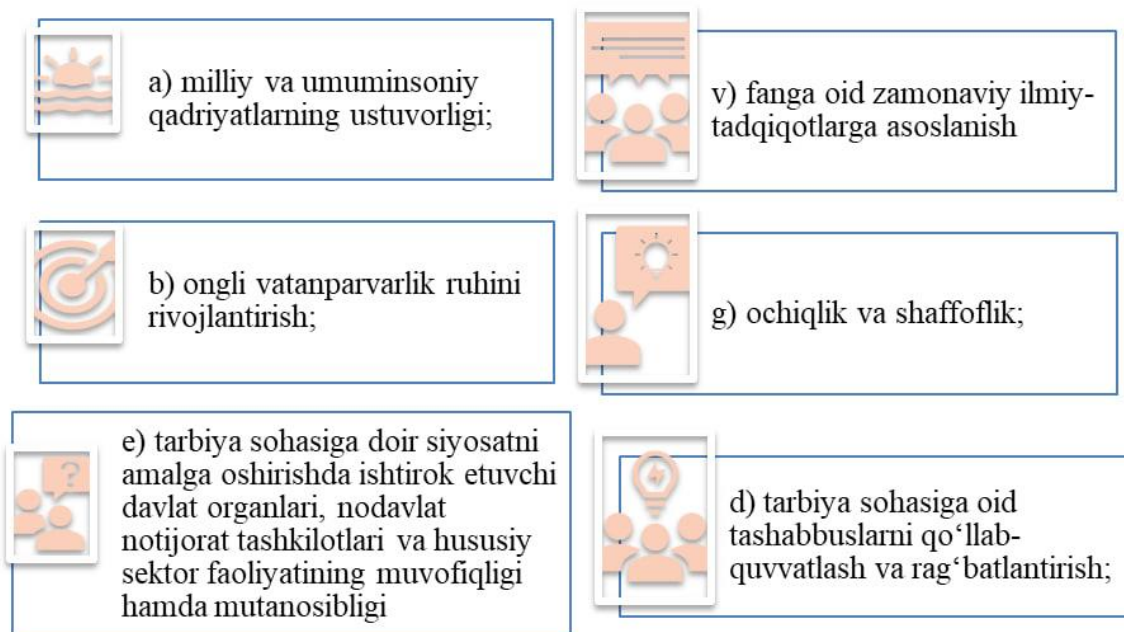 a) milliy va umuminsoniy
qadriyatlarning ustuvorligi;
b) ongli vatanparvarlik ruhini
rivojlantirish;
v) fanga oid zamonaviy ilmiy-
tadqiqotlarga asoslanish
g) ochiqlik va shaffoflik;
d) tarbiya sohasiga oid
tashabbuslarni qo‘llab-
quvvatlash va rag‘batlantirish;
e) tarbiya sohasiga doir siyosatni
amalga oshirishda ishtirok etuvchi
davlat organlari, nodavlat
notijorat tashkilotlari va hususiy
sektor faoliyatining muvofiqligi
hamda mutanosibligi
?